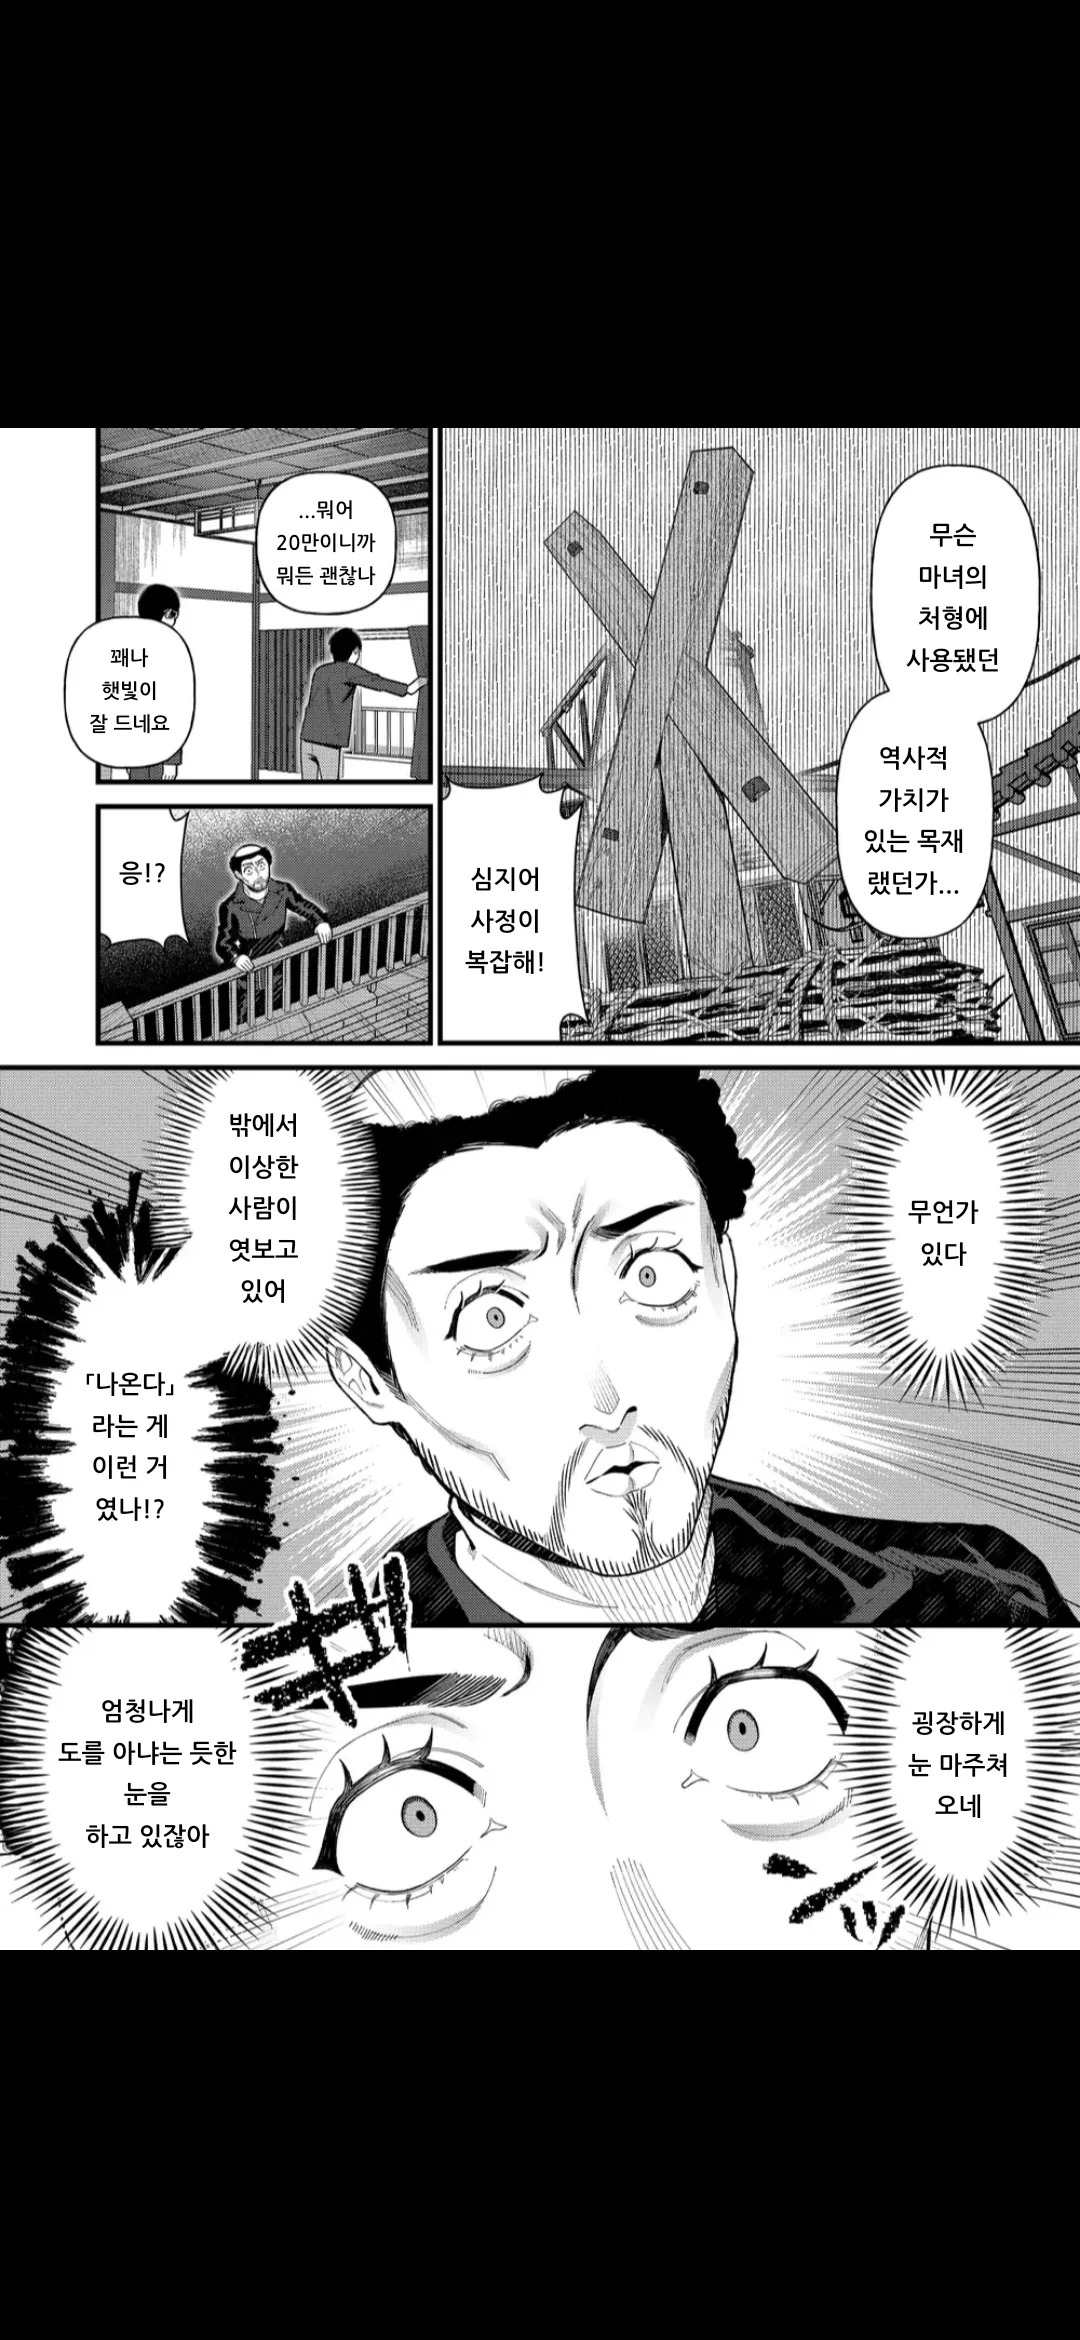 무슨
마녀의
처형에
사용됐던
역사적
가치가
있는 목재
랬던가...
심지어
사정이
복잡해!
...뭐어
20만이니까
뭐든 괜찮나
꽤나
햇빛이
잘 드네요
응!?
무언가
있다
밖에서
이상한
사람이
엿보고
있어
「나온다」
라는 게
이런 거
였나!?
굉장하게
눈 마주쳐
오네
엄청나게
도를 아냐는 듯한
눈을
하고 있잖아